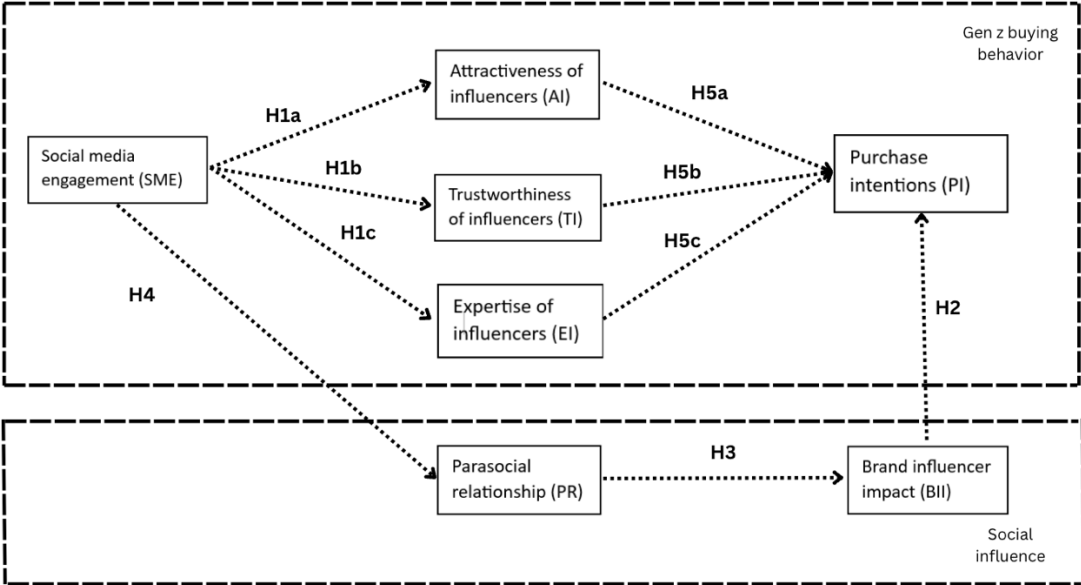 Gen z buying
behavior
Attractiveness of
influencers (AI)
H1a
H5a
Social media
engagement (SME)
H1b
Trustworthiness
of influencers (TI)
H5b
Purchase
intentions (PI)
H1c
H5c
H4
Expertise of
influencers (EI)
H2
Parasocial
relationship (PR)
H3
Brand influencer
impact (BII)
Social
influence